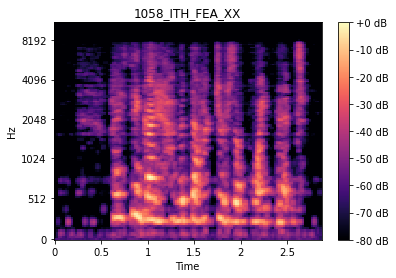 1058_ITH_FEA_XX
+0 dB
8192
-10 dB
4096
-20 dB
-30 dB
2048
Hz
-40 dB
1024
-50 dB
512
-60 dB
-70 dB
0
-80 dB
0 0.5 1.5 2 2.5
Time